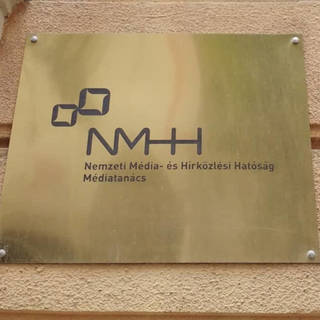 NMHH
Nemzeti Média- és Hírközlési Hatóság
Médiatanács